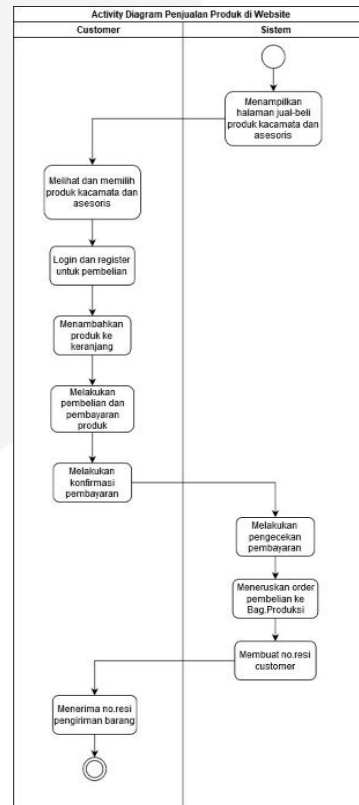 Activity Diagram Penjualan Produk di Website
Customer
Sistem
Menampilkan
halaman jual-beli
produk kacamata dan
asesoris
Melihat dan memilih
produk kacamata dan
asesoris
Login dan register
untuk pembelian
Menambahkan
produk ke
keranjang
Melakukan
pembelian dan
pembayaran
produk
Melakukan
konfirmasi
pembayaran
Melakukan
pengecekan
pembayaran
Meneruskan order
pembelian ke
Bag.Produksi
Membuat no.resi
customer
Menerima no.resi
pengiriman barang